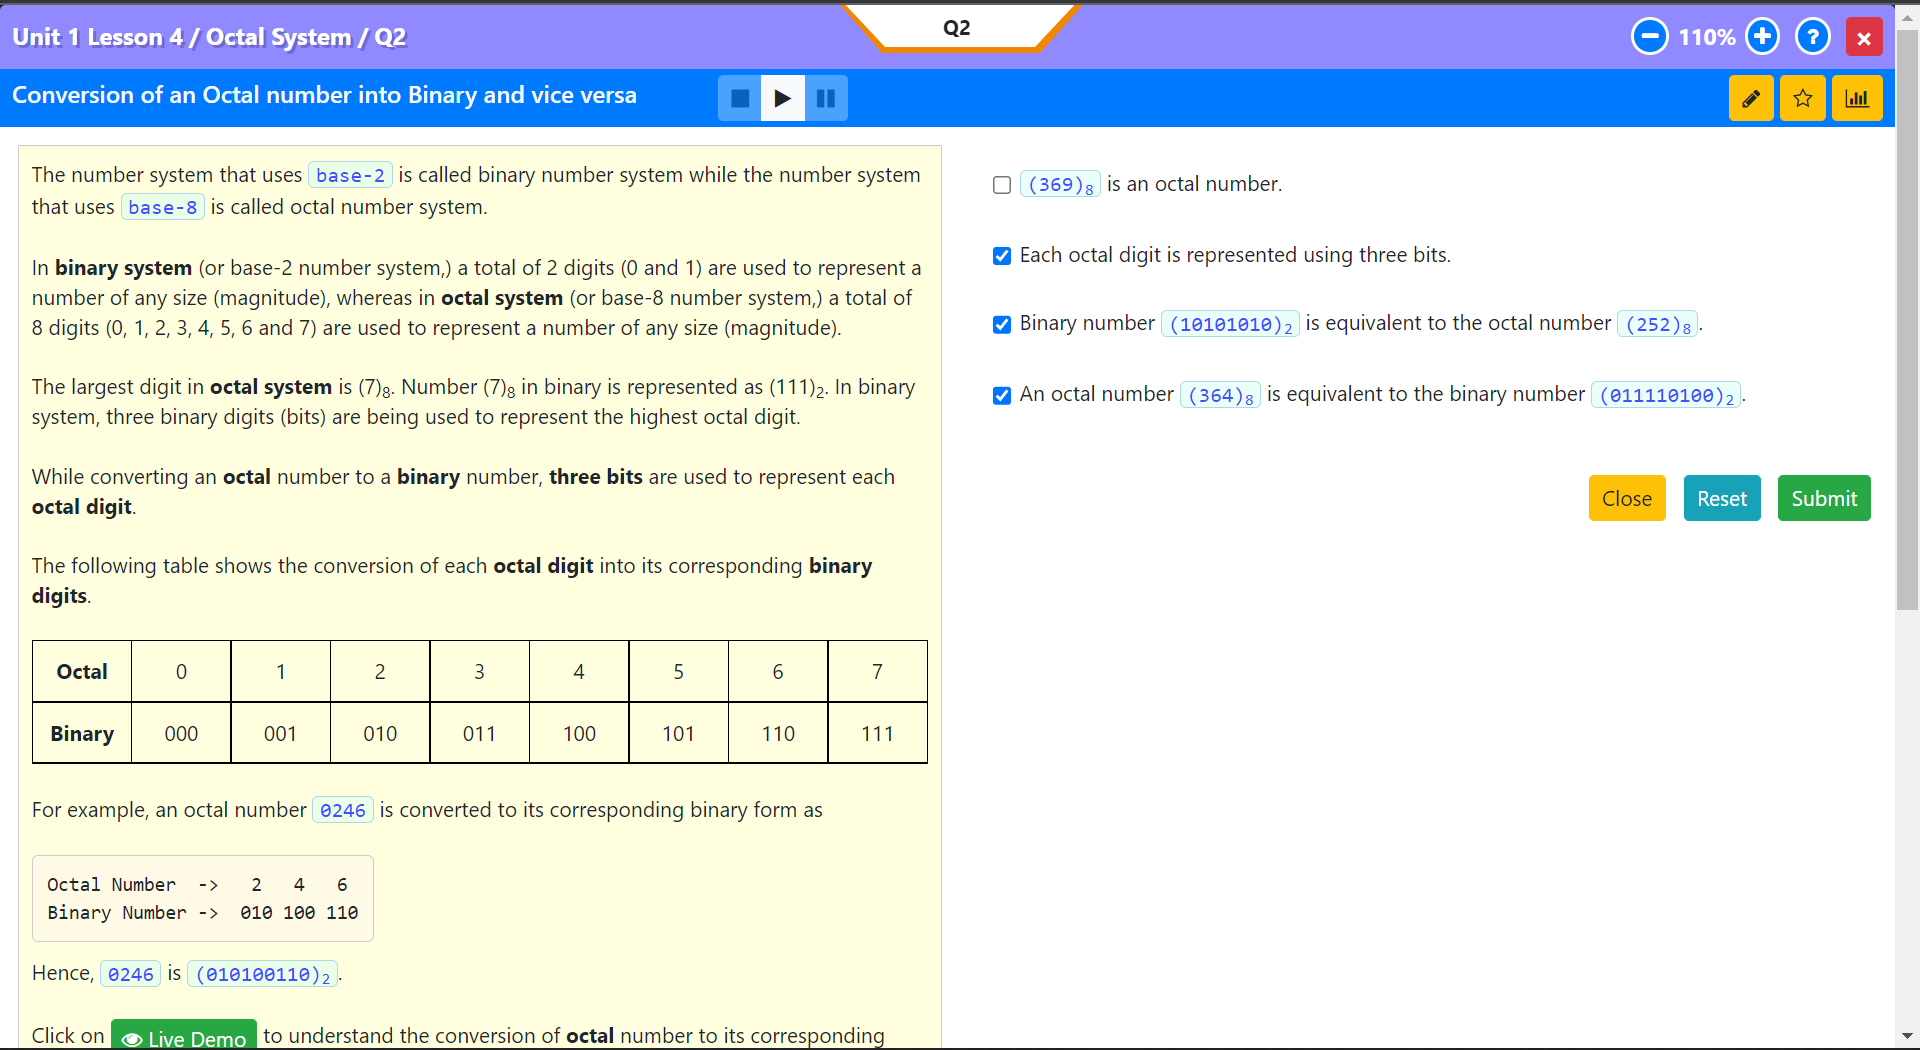 Q2
Unit 1 Lesson 4 / Octal System / Q2
110%
?
×
Conversion of an Octal number into Binary and vice versa
The number system that uses base-2 is called binary number system while the number system
that uses base-8 is called octal number system.
In binary system (or base-2 number system,) a total of 2 digits (0 and 1) are used to represent a
number of any size (magnitude), whereas in octal system (or base-8 number system,) a total of
8 digits (0, 1, 2, 3, 4, 5, 6 and 7) are used to represent a number of any size (magnitude).
The largest digit in octal system is (7)₈. Number (7)₈ in binary is represented as (111)₂. In binary
system, three binary digits (bits) are being used to represent the highest octal digit.
While converting an octal number to a binary number, three bits are used to represent each
octal digit.
The following table shows the conversion of each octal digit into its corresponding binary
digits.
Octal 0 1 2 3 4 5 6 7
Binary 000 001 010 011 100 101 110 111
For example, an octal number 0246 is converted to its corresponding binary form as
Octal Number -> 2 4 6
Binary Number -> 010 100 110
Hence, 0246 is (010100110)₂.
Click on Live Demo to understand the conversion of octal number to its corresponding
(369)₈ is an octal number.
Each octal digit is represented using three bits.
Binary number (10101010)₂ is equivalent to the octal number (252)₈.
An octal number (364)₈ is equivalent to the binary number (011110100)₂.
Close Reset Submit